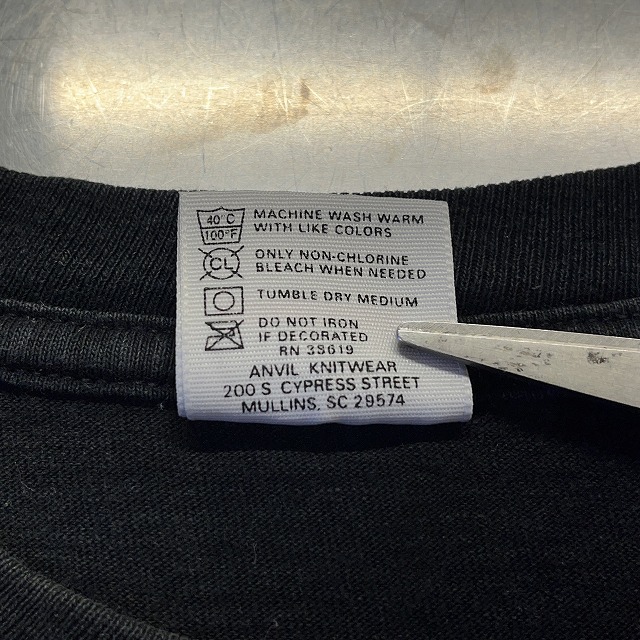 40°C
100°F
MACHINE WASH WARM
WITH LIKE COLORS
CL
ONLY NON-CHLORINE
BLEACH WHEN NEEDED
TUMBLE DRY MEDIUM
DO NOT IRON
IF DECORATED
RN 33619
ANVIL KNITWEAR
200 S CYPRESS STREET
MULLINS, SC 29574